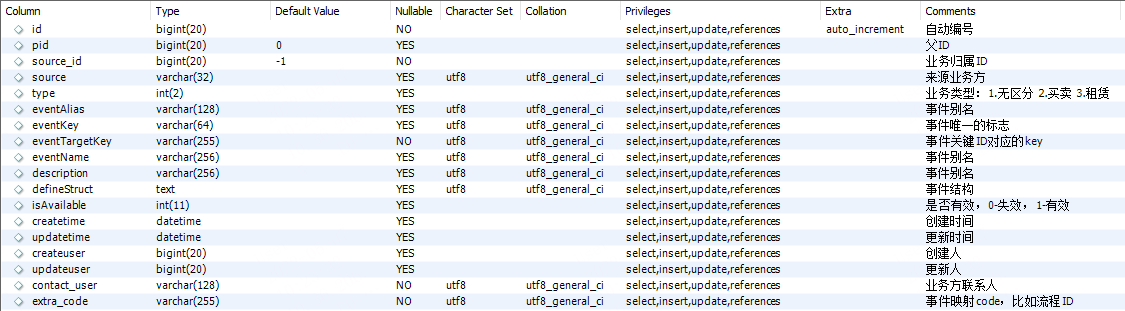 Column Type Default Value Nullable Character Set Collation Privileges Extra Comments
id bigint(20) NO select,insert,update,references auto_increment 自动编号
pid bigint(20) 0 YES select,insert,update,references 父ID
source_id bigint(20) -1 NO select,insert,update,references 业务归属ID
source varchar(32) YES utf8 utf8_general_ci select,insert,update,references 来源业务方
type int(2) YES select,insert,update,references 业务类型：1.无区分 2.买卖 3.租赁
eventAlias varchar(128) YES utf8 utf8_general_ci select,insert,update,references 事件别名
eventKey varchar(64) YES utf8 utf8_general_ci select,insert,update,references 事件唯一的标志
eventTargetKey varchar(255) NO utf8 utf8_general_ci select,insert,update,references 事件关键ID对应的key
eventName varchar(256) YES utf8 utf8_general_ci select,insert,update,references 事件别名
description varchar(256) YES utf8 utf8_general_ci select,insert,update,references 事件别名
defineStruct text YES utf8 utf8_general_ci select,insert,update,references 事件结构
isAvailable int(11) YES select,insert,update,references 是否有效，0-失效，1-有效
createtime datetime YES select,insert,update,references 创建时间
updatetime datetime YES select,insert,update,references 更新时间
createuser bigint(20) YES select,insert,update,references 创建人
updateuser bigint(20) YES select,insert,update,references 更新人
contact_user varchar(128) NO utf8 utf8_general_ci select,insert,update,references 业务方联系人
extra_code varchar(255) NO utf8 utf8_general_ci select,insert,update,references 事件映射code，比如流程ID